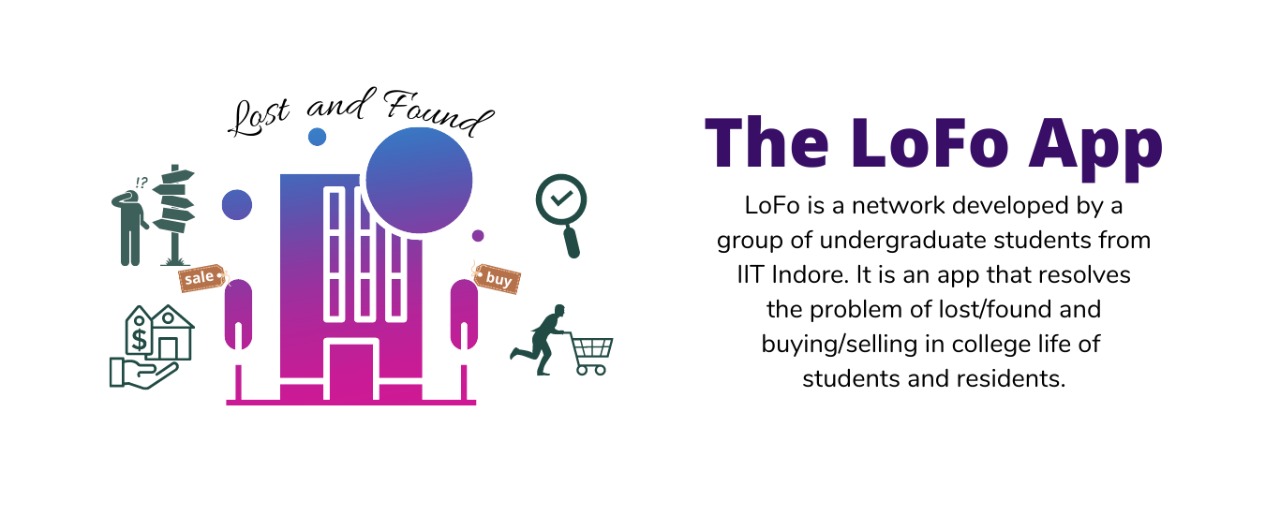 Lost and Found
!?
sale
buy
$
The LoFo App
LoFo is a network developed by a
group of undergraduate students from
IIT Indore. It is an app that resolves
the problem of lost/found and
buying/selling in college life of
students and residents.